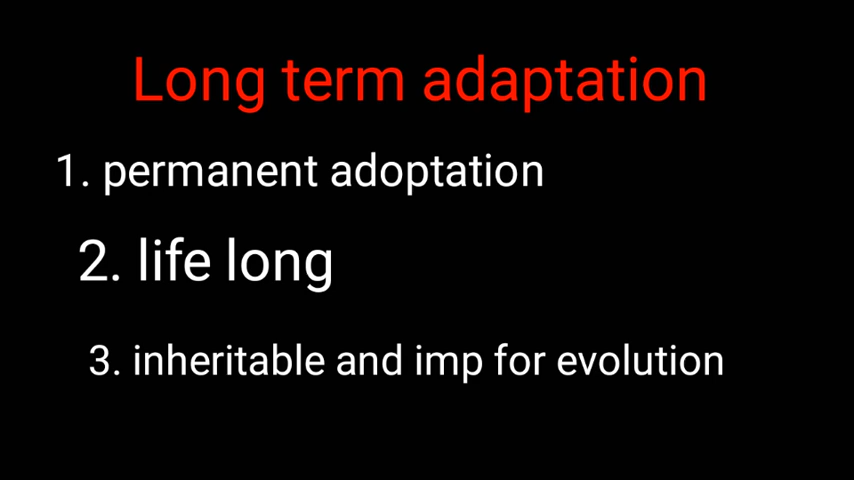 Long term adaptation
1. permanent adoptation
2. life long
3. inheritable and imp for evolution